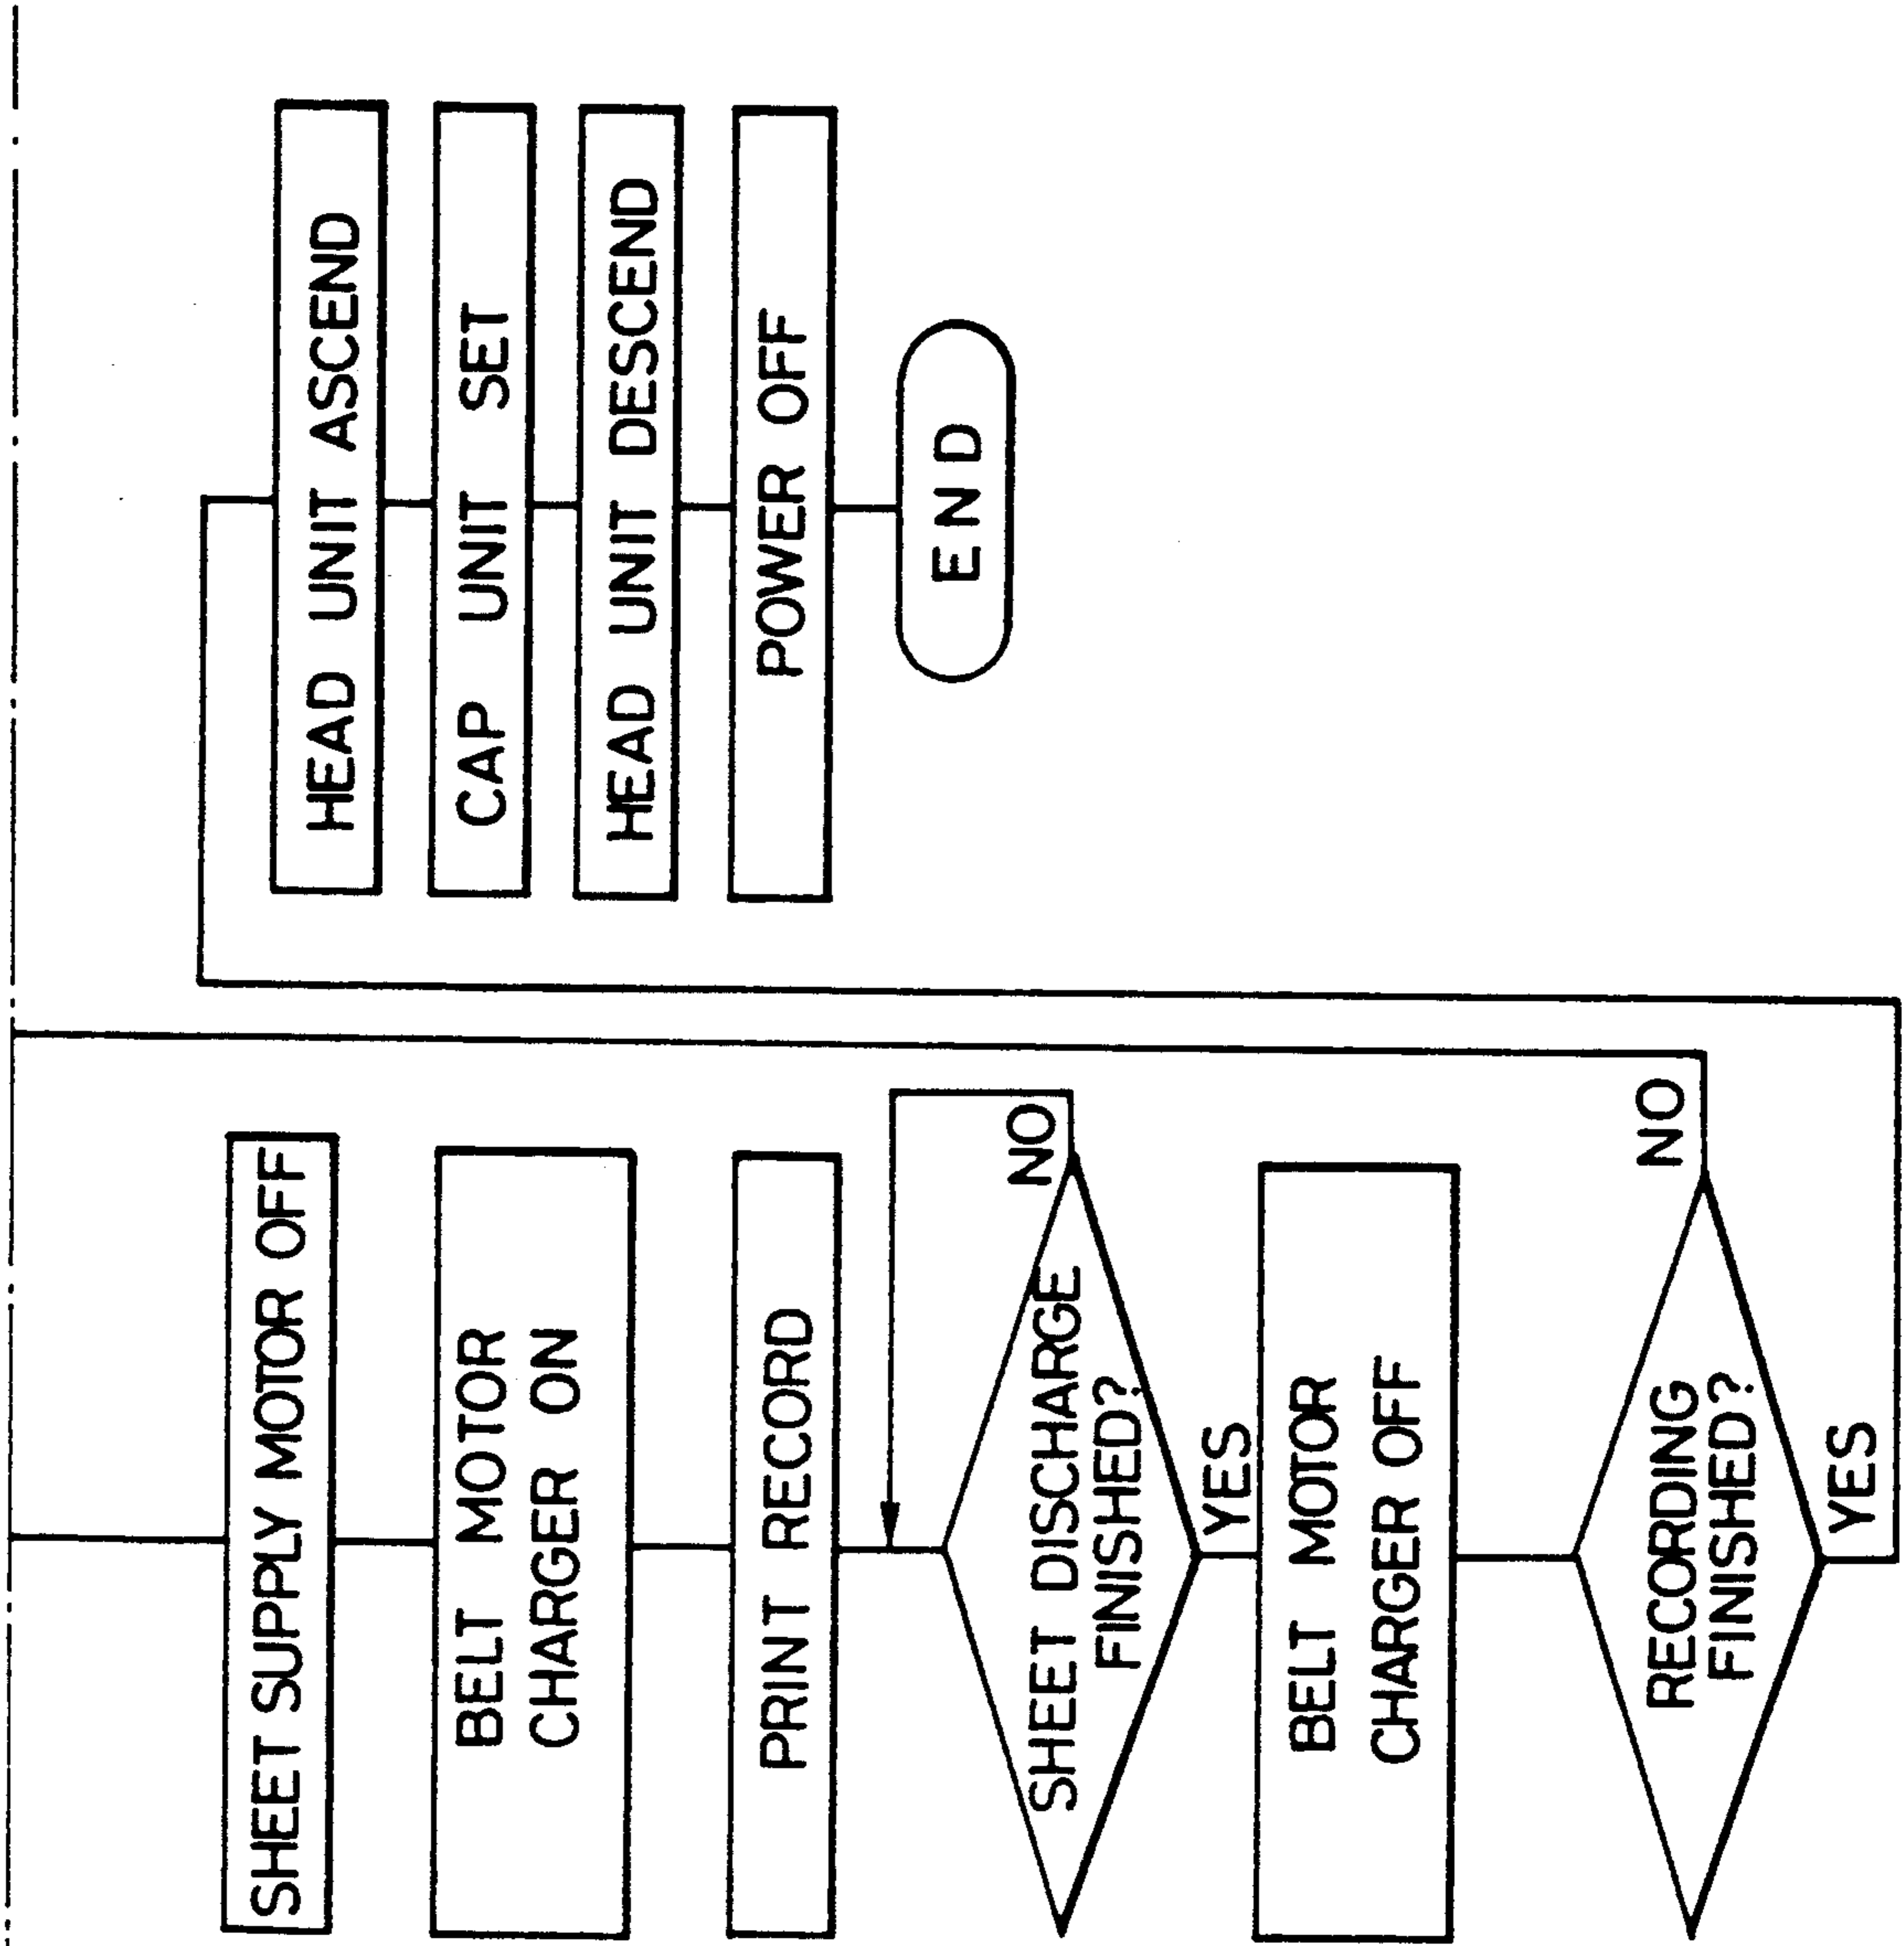 SHEET SUPPLY MOTOR OFF
BELT MOTOR
CHARGER ON
PRINT RECORD
SHEET DISCHARGE
FINISHED?
NO
YES
BELT MOTOR
CHARGER OFF
RECORDING
FINISHED?
NO
YES
HEAD UNIT ASCEND
CAP UNIT SET
HEAD UNIT DESCEND
POWER OFF
END